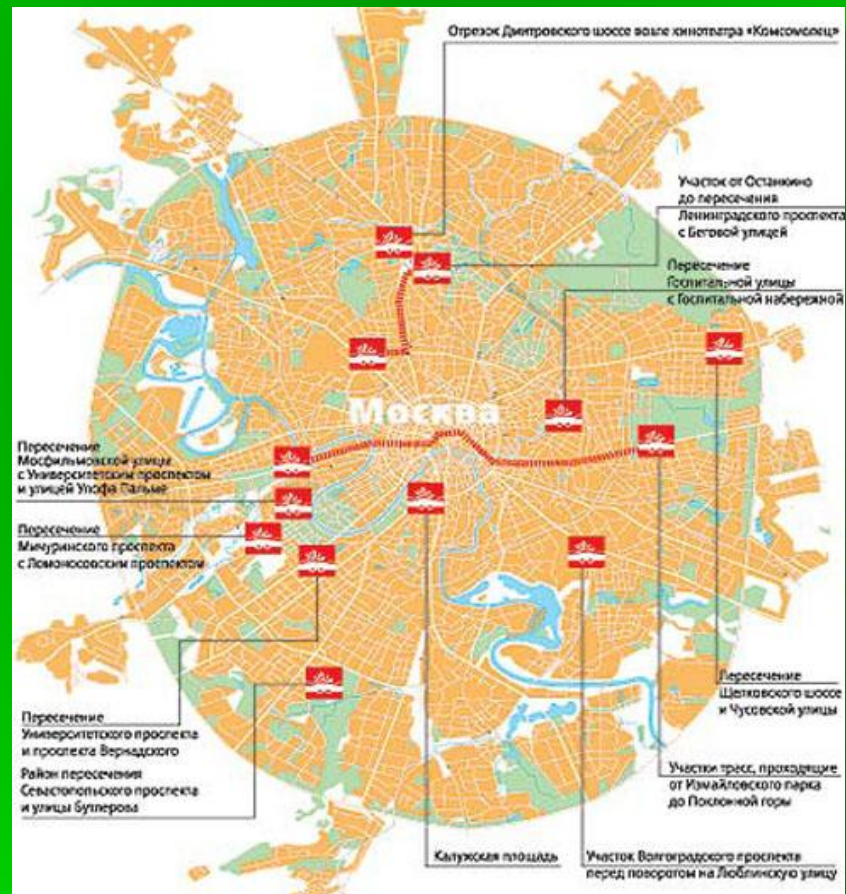 Отрезок Дмитровского шоссе возле кинотеатра «Комсомолец»
Участок от Останкино
до пересечения
Ленинградского проспекта
с Беговой улицей
Пересечение
Госпитальной улицы
с Госпитальной набережной
Москва
Пересечение
Мосфильмовской улицы
с Университетским проспектом
и улицей Улофа Пальме
Пересечение
Мичуринского проспекта
с Ломоносовским проспектом
Пересечение
Щелковского шоссе
и Чусовской улицы
Пересечение
Университетского проспекта
и проспекта Вернадского
Участки трасс, проходящие
от Измайловского парка
до Поклонной горы
Район пересечения
Севастопольского проспекта
и улицы Бутлерова
Калужская площадь
Участок Волгоградского проспекта
перед поворотом на Люблинскую улицу